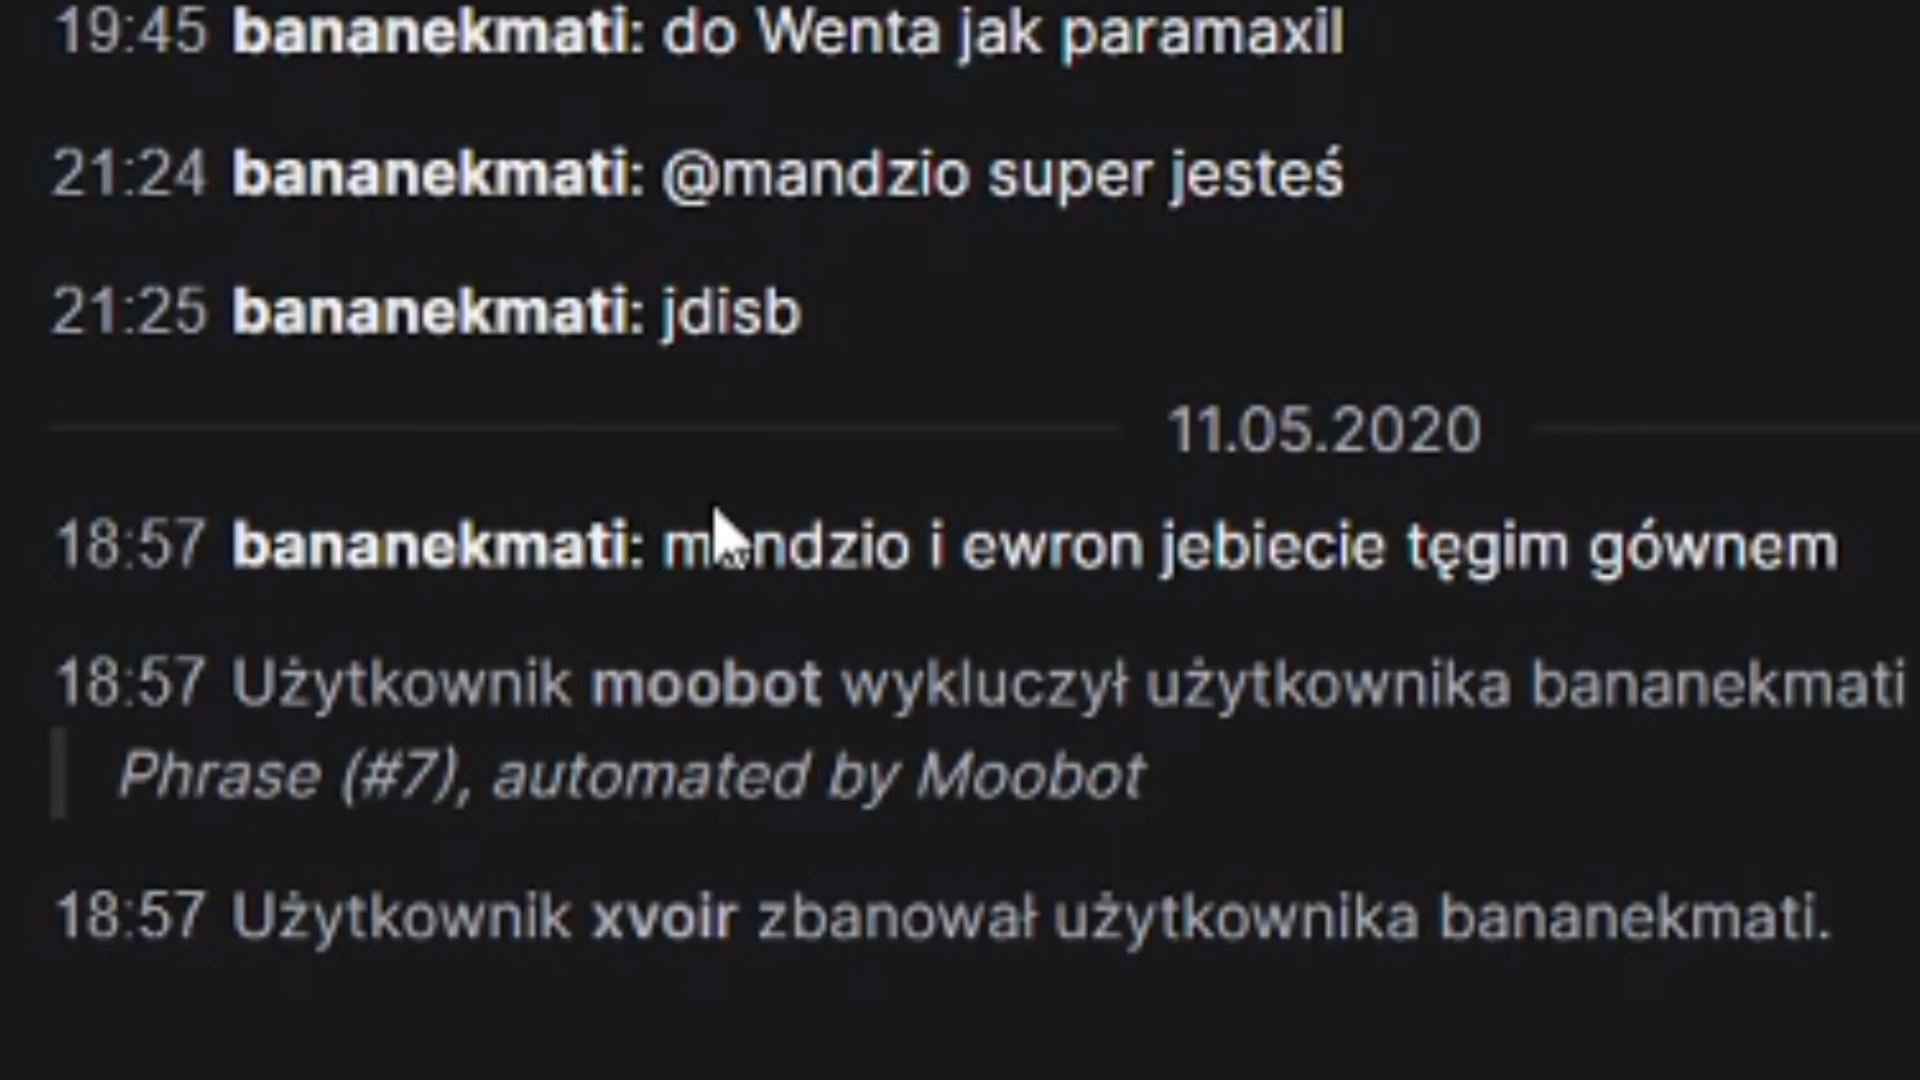 19:45 bananekmati: do Wenta jak paramaxil
21:24 bananekmati: @mandzio super jesteś
21:25 bananekmati: jdisb
11.05.2020
18:57 bananekmati: mandzio i ewron jebiecie tęgim gównem
18:57 Użytkownik moobot wykluczył użytkownika bananekmati
Phrase (#7), automated by Moobot
18:57 Użytkownik xvoir zbanował użytkownika bananekmati.